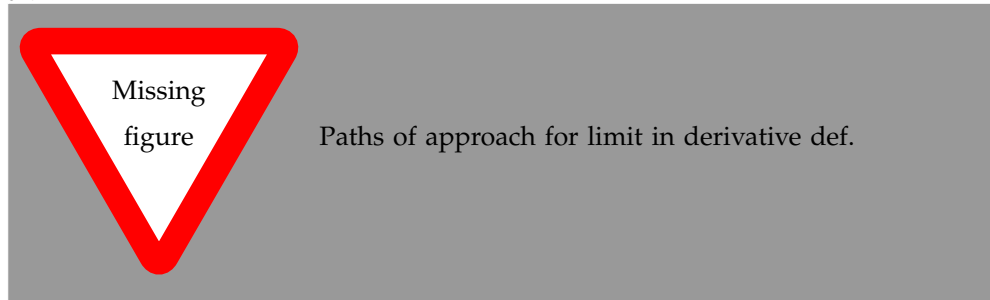 Missing
figure
Paths of approach for limit in derivative def.